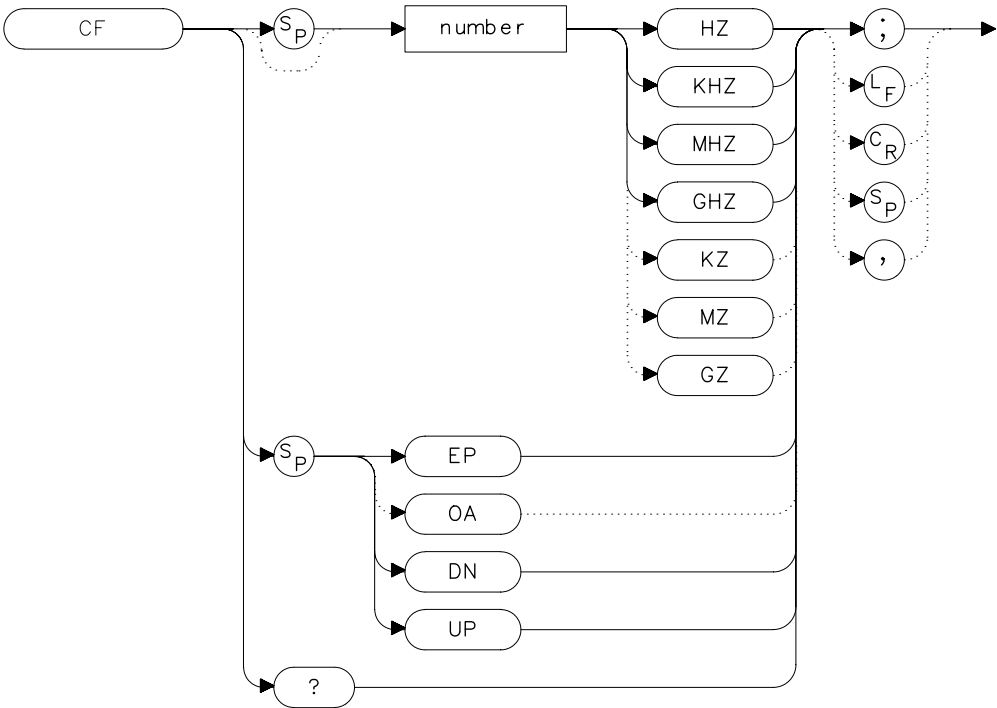 CF SP number HZ ;
KHZ LF
MHZ CR
GHZ SP
KZ ,
MZ
GZ
SP EP
OA
DN
UP
?